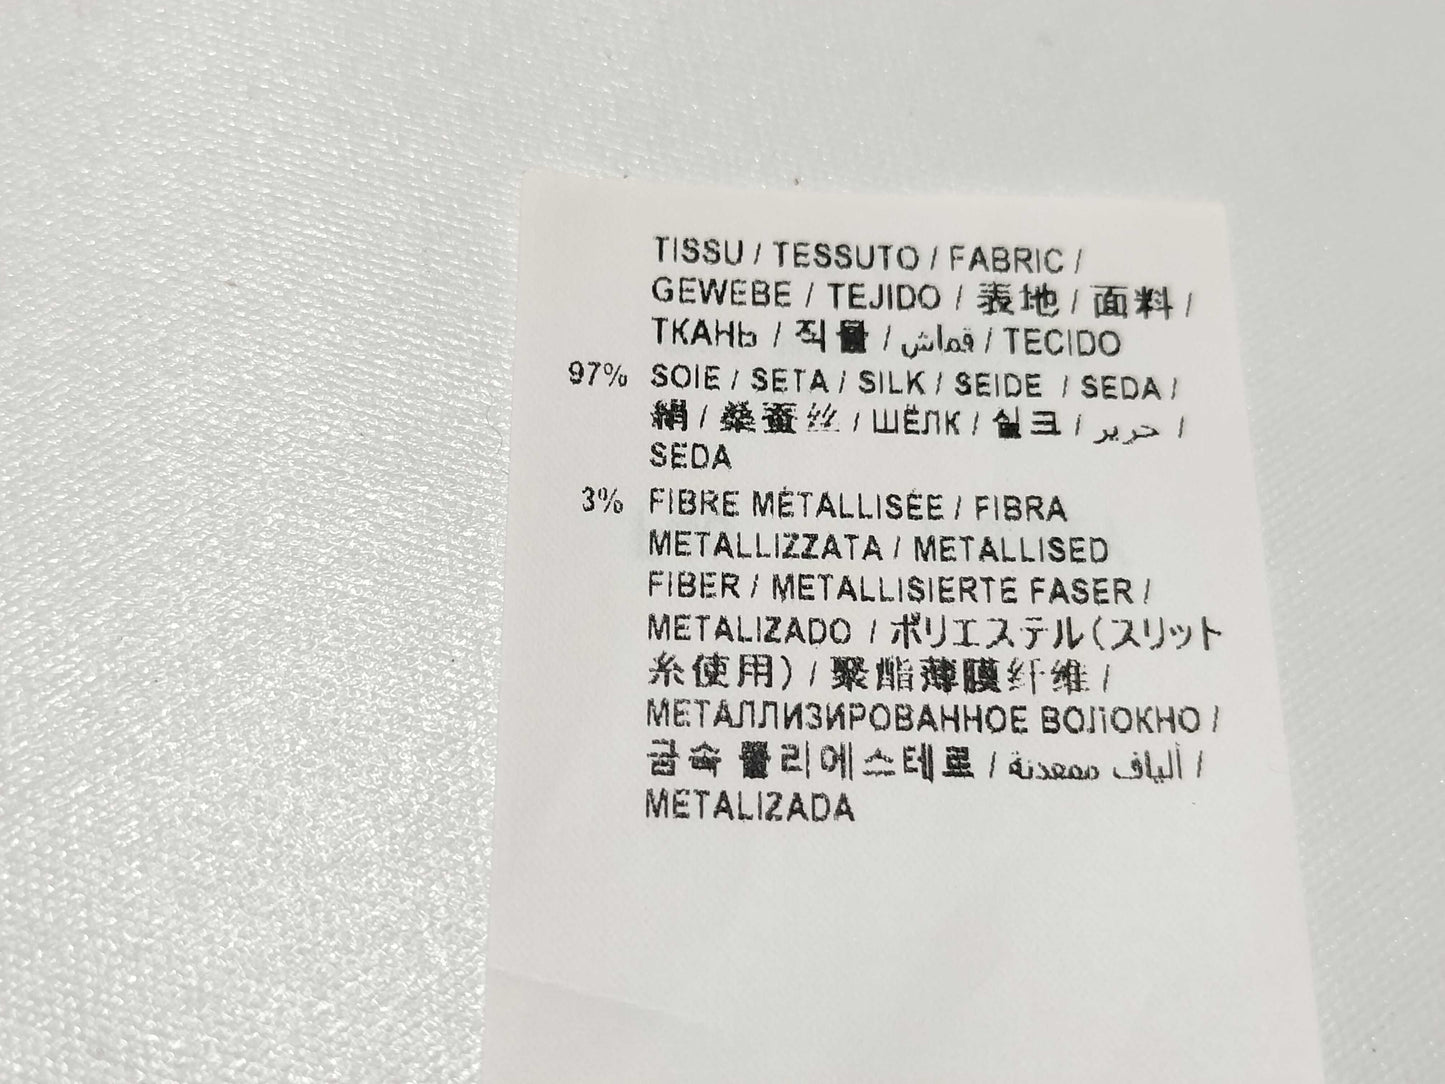 TISSU / TESSUTO / FABRIC /
GEWEBE / TEJIDO / 表地 / 面料 /
ТКАНЬ / 직물 / قماش / TECIDO
97% SOIE / SETA / SILK / SEIDE / SEDA /
絹 / 桑蚕丝 / ШЁЛК / 실크 / حرير /
SEDA
3% FIBRE MÉTALLISÉE / FIBRA
METALLIZZATA / METALLISED
FIBER / METALLISIERTE FASER /
METALIZADO / ポリエステル(スリット
糸使用) / 聚酯薄膜纤维 /
МЕТАЛЛИЗИРОВАННОЕ ВОЛОКНО /
금속 폴리에스테르 / ألياف ممعدنة /
METALIZADA